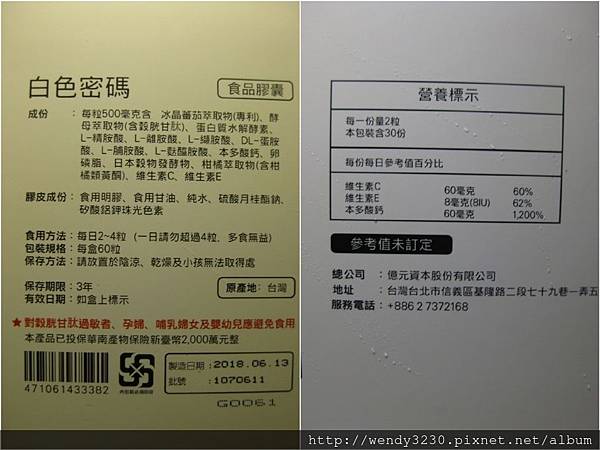 白色密碼
食品膠囊
成份 ： 每粒500毫克含 冰晶蕃茄萃取物(專利)、酵
母萃取物(含穀胱甘肽)、蛋白質水解酵素、
L-精胺酸、L-離胺酸、L-纈胺酸、DL-蛋胺
酸、L-脯胺酸、L-麩醯胺酸、本多酸鈣、卵
磷脂、日本穀物發酵物、柑橘萃取物(含柑
橘類黃酮)、維生素C、維生素E
膠皮成份： 食用明膠、食用甘油、純水、硫酸月桂酯鈉、
矽酸鋁鉀珠光色素
食用方法：每日2~4粒 (一日請勿超過4粒，多食無益)
包裝規格：每盒60粒
保存方法：請放置於陰涼、乾燥及小孩無法取得處
保存期限：3年
有效日期：如盒上標示
原產地：台灣
★對穀胱甘肽過敏者、孕婦、哺乳婦女及嬰幼兒應避免食用
本產品已投保華南產物保險新臺幣2,000萬元整
471061433382
製造日期：2018.06.13
批號 ：1070611
G0061
營養標示
每一份量2粒
本包裝含30份
每份每日參考值百分比
維生素C 60毫克 60%
維生素E 8毫克(8IU) 62%
本多酸鈣 60毫克 1,200%
參考值未訂定
總公司 ：億元資本股份有限公司
地址 ：台灣台北市信義區基隆路二段七十九巷一弄五
服務電話：+886 2 7372168
http://wendy3230.pixnet.net/album